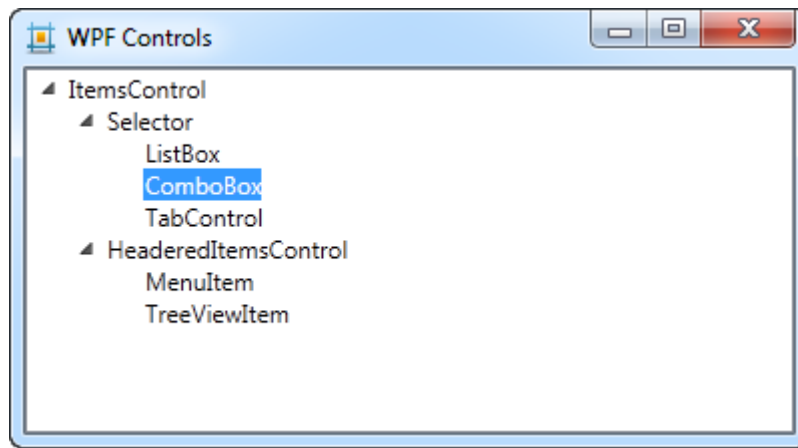 WPF Controls
ItemsControl
Selector
ListBox
ComboBox
TabControl
HeaderedItemsControl
MenuItem
TreeViewItem